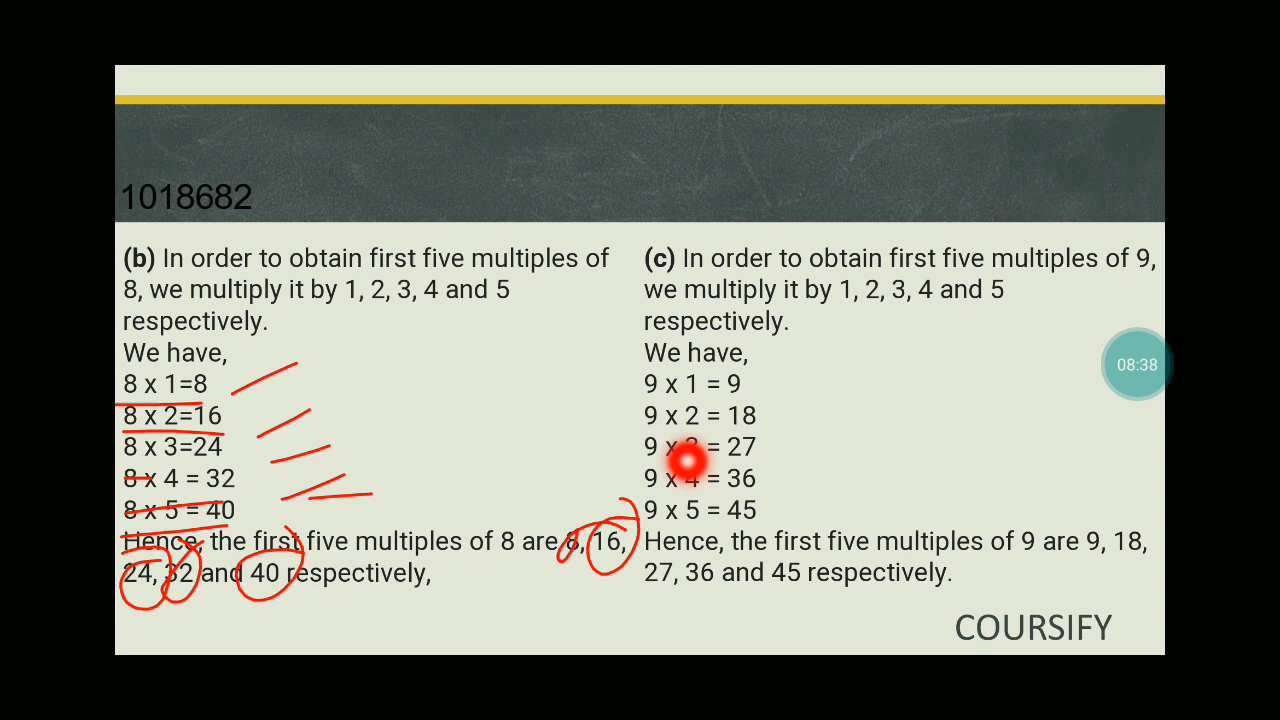 1018682
(b) In order to obtain first five multiples of
8, we multiply it by 1, 2, 3, 4 and 5
respectively.
We have,
8 x 1=8
8 x 2=16
8 x 3=24
8 x 4 = 32
8 x 5 = 40
Hence, the first five multiples of 8 are 8, 16,
24, 32 and 40 respectively,
(c) In order to obtain first five multiples of 9,
we multiply it by 1, 2, 3, 4 and 5
respectively.
We have,
9 x 1 = 9
9 x 2 = 18
9 x 3 = 27
9 x 4 = 36
9 x 5 = 45
Hence, the first five multiples of 9 are 9, 18,
27, 36 and 45 respectively.
08:38
COURSIFY